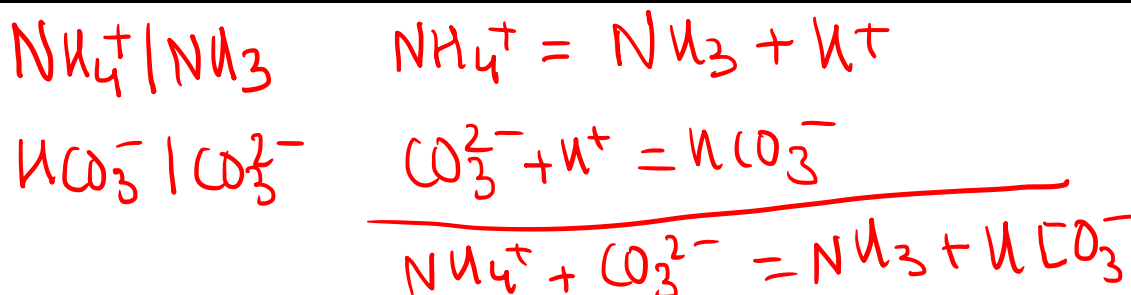 NH₄⁺ | NH₃ NH₄⁺ = NH₃ + H⁺
HCO₃⁻ | CO₃²⁻ CO₃²⁻ + H⁺ = HCO₃⁻
NH₄⁺ + CO₃²⁻ = NH₃ + HCO₃⁻